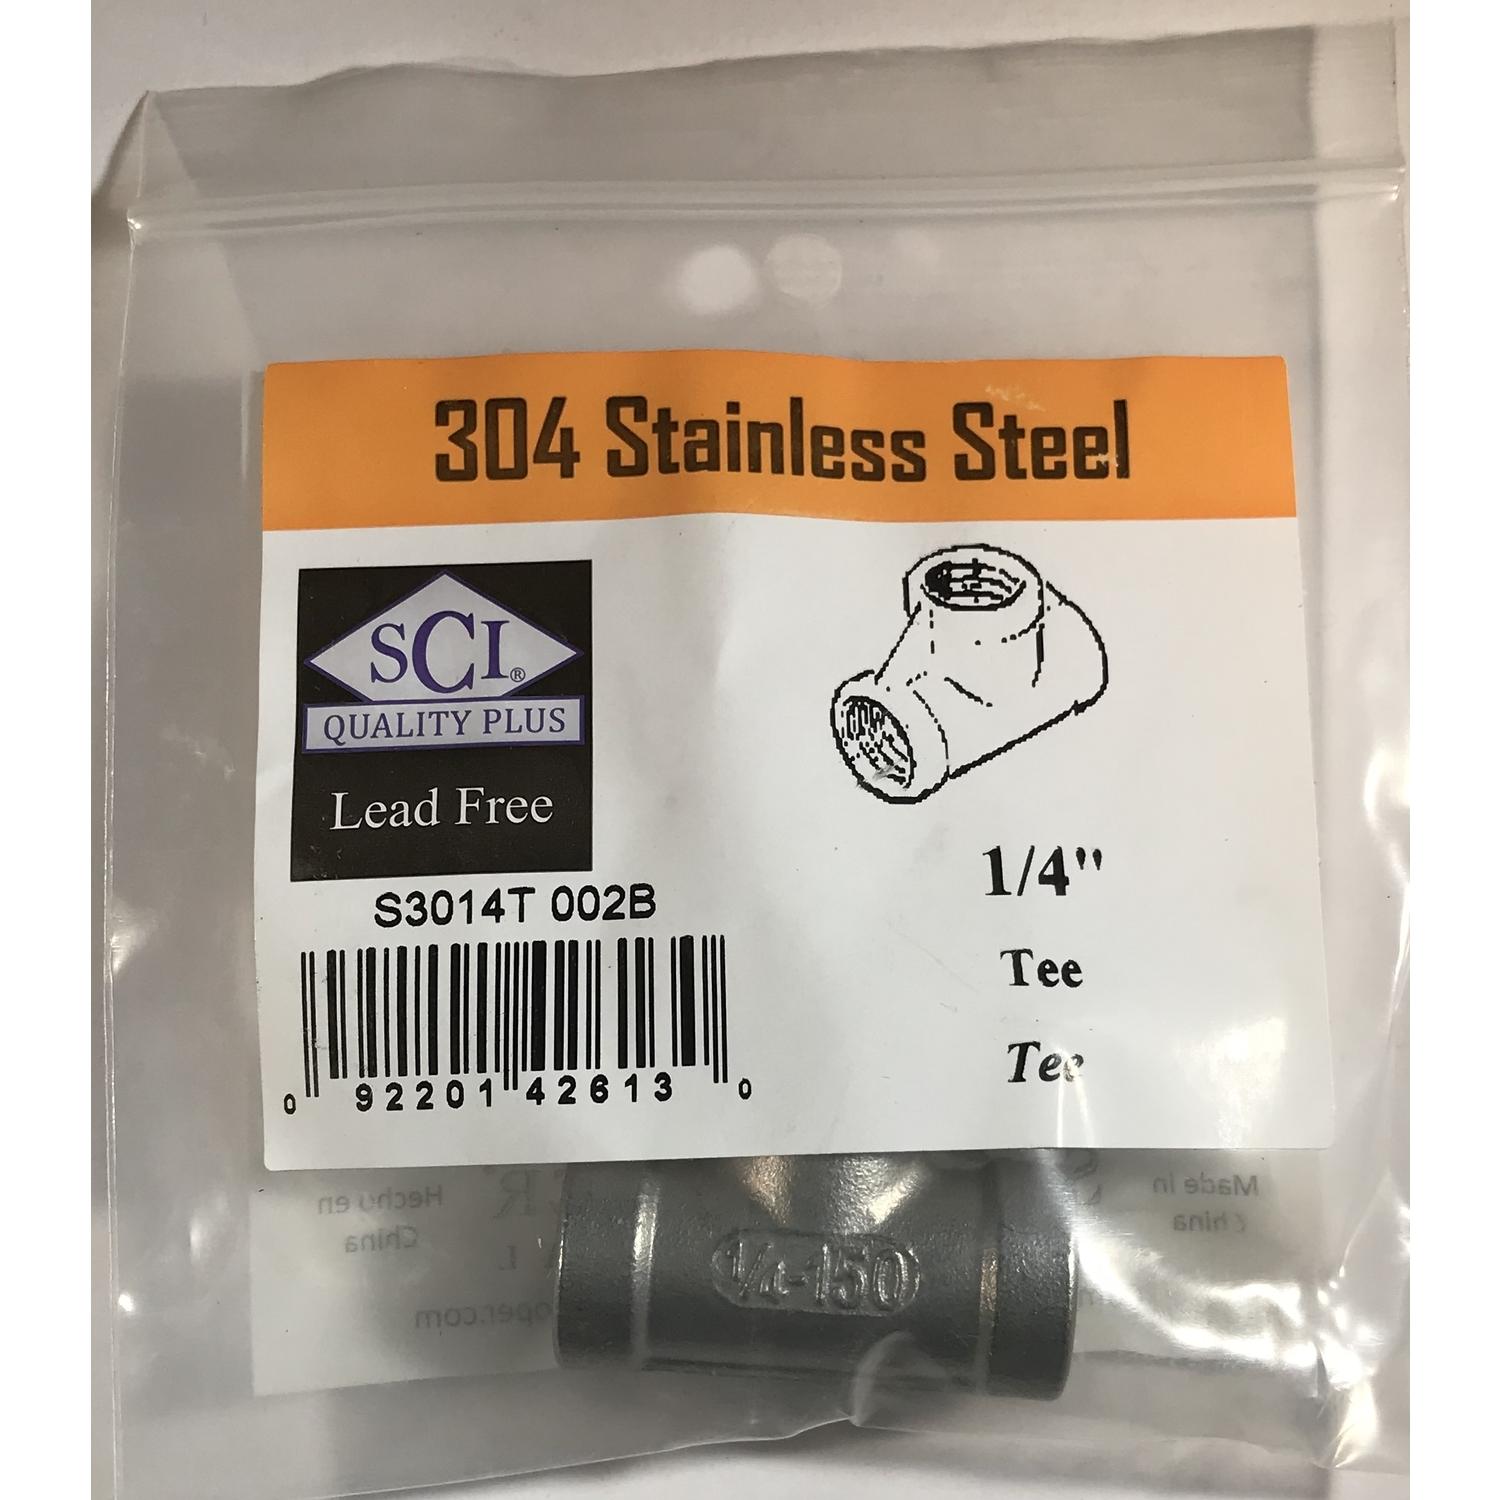 304 Stainless Steel
SCI®
QUALITY PLUS
Lead Free
S3014T 002B
0 92201 42613 0
1/4"
Tee
Tee
1/4-150
Hecho en
China
Made in
China